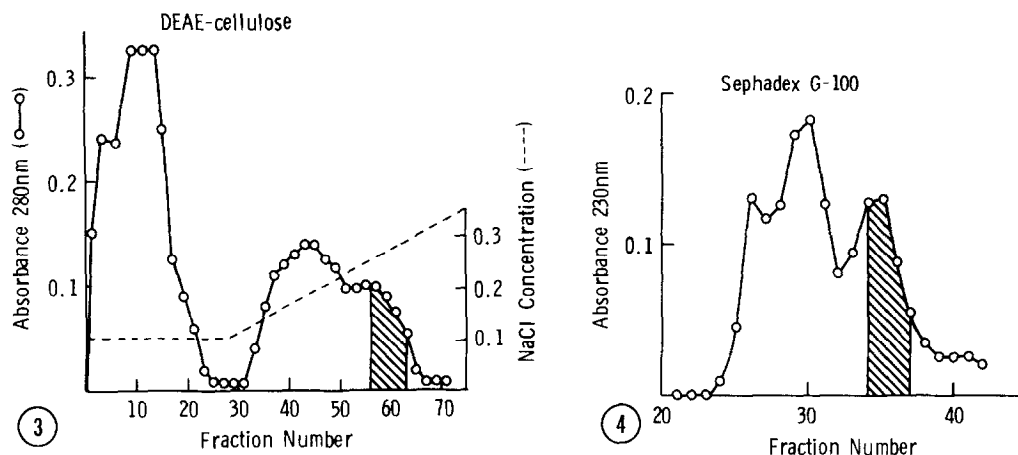 DEAE-cellulose
Absorbance 280nm (○—○)
0.3
0.2
0.1
10 20 30 40 50 60 70
Fraction Number
NaCl Concentration (----)
0.3
0.2
0.1
3
Sephadex G-100
Absorbance 230nm
0.2
0.1
20 30 40
Fraction Number
4